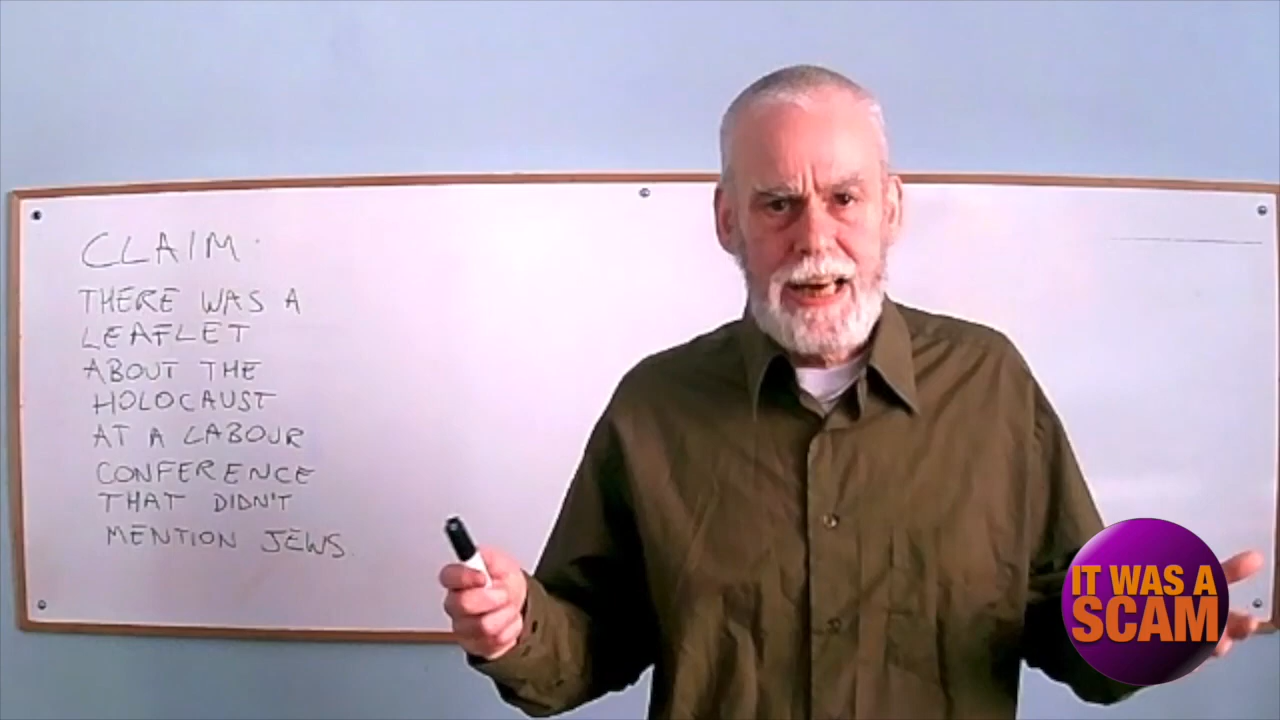 CLAIM.
THERE WAS A
LEAFLET
ABOUT THE
HOLOCAUST
AT A LABOUR
CONFERENCE
THAT DIDN'T
MENTION JEWS.
IT WAS A
SCAM